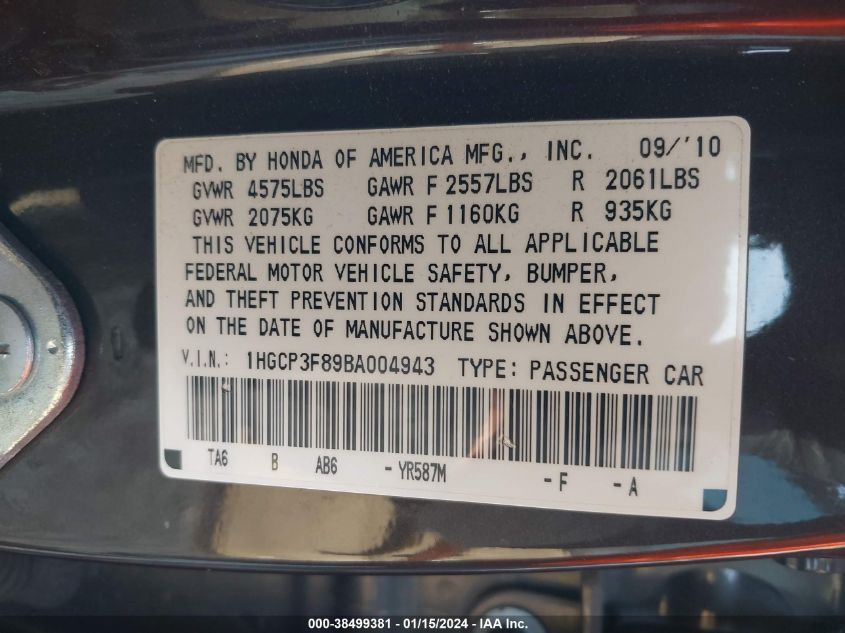 MFD. BY HONDA OF AMERICA MFG., INC. 09/'10
GVWR 4575LBS GAWR F 2557LBS R 2061LBS
GVWR 2075KG GAWR F 1160KG R 935KG
THIS VEHICLE CONFORMS TO ALL APPLICABLE
FEDERAL MOTOR VEHICLE SAFETY, BUMPER,
AND THEFT PREVENTION STANDARDS IN EFFECT
ON THE DATE OF MANUFACTURE SHOWN ABOVE.
V.I.N.: 1HGCP3F89BA004943 TYPE: PASSENGER CAR
TA6 B AB6 - YR587M - F - A
000-38499381 - 01/15/2024 - IAA Inc.